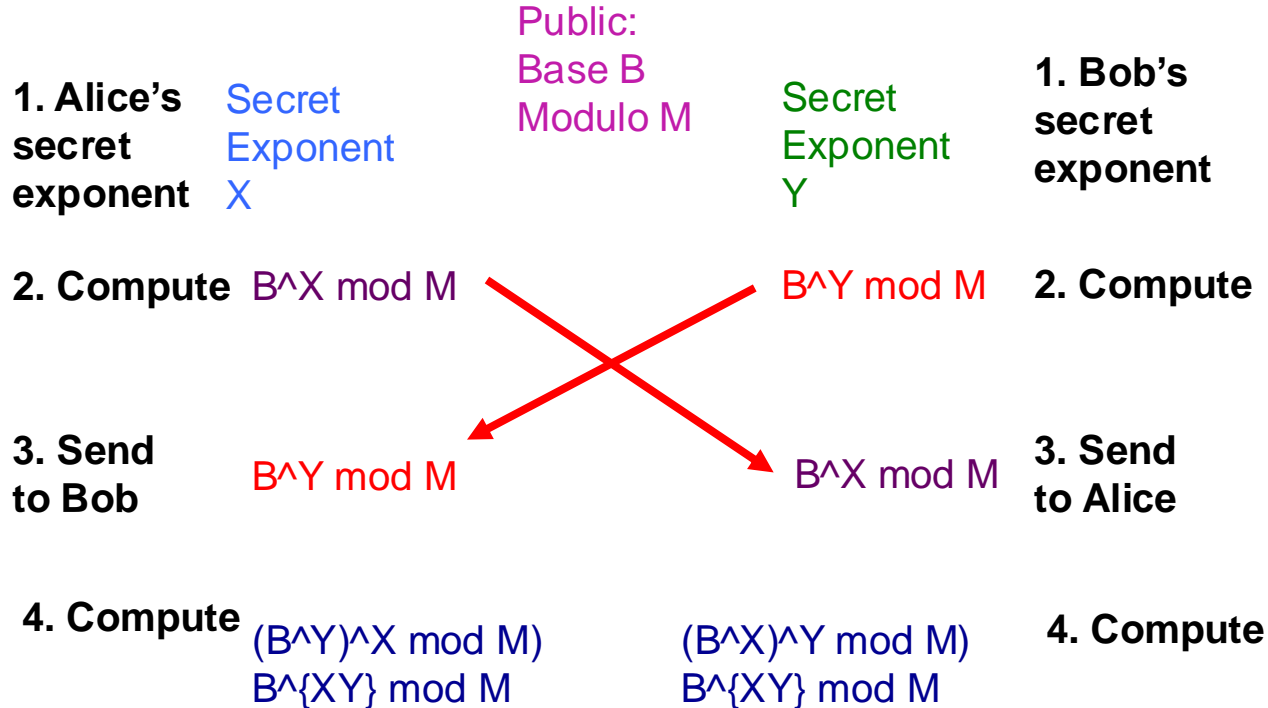 Public:
Base B
Modulo M
1. Alice's
secret
exponent
Secret
Exponent
X
Secret
Exponent
Y
1. Bob's
secret
exponent
2. Compute
B^X mod M
B^Y mod M
2. Compute
3. Send
to Bob
B^Y mod M
B^X mod M
3. Send
to Alice
4. Compute
(B^Y)^X mod M)
B^{XY} mod M
(B^X)^Y mod M)
B^{XY} mod M
4. Compute